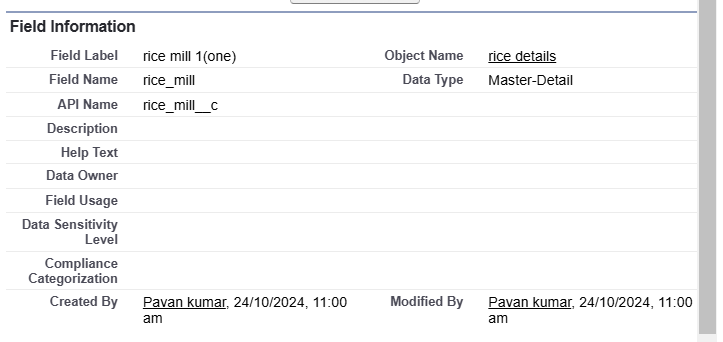 Field Information
Field Label rice mill 1(one) Object Name rice details
Field Name rice_mill Data Type Master-Detail
API Name rice_mill__c
Description
Help Text
Data Owner
Field Usage
Data Sensitivity
Level
Compliance
Categorization
Created By Pavan kumar, 24/10/2024, 11:00 Modified By Pavan kumar, 24/10/2024, 11:00
am am